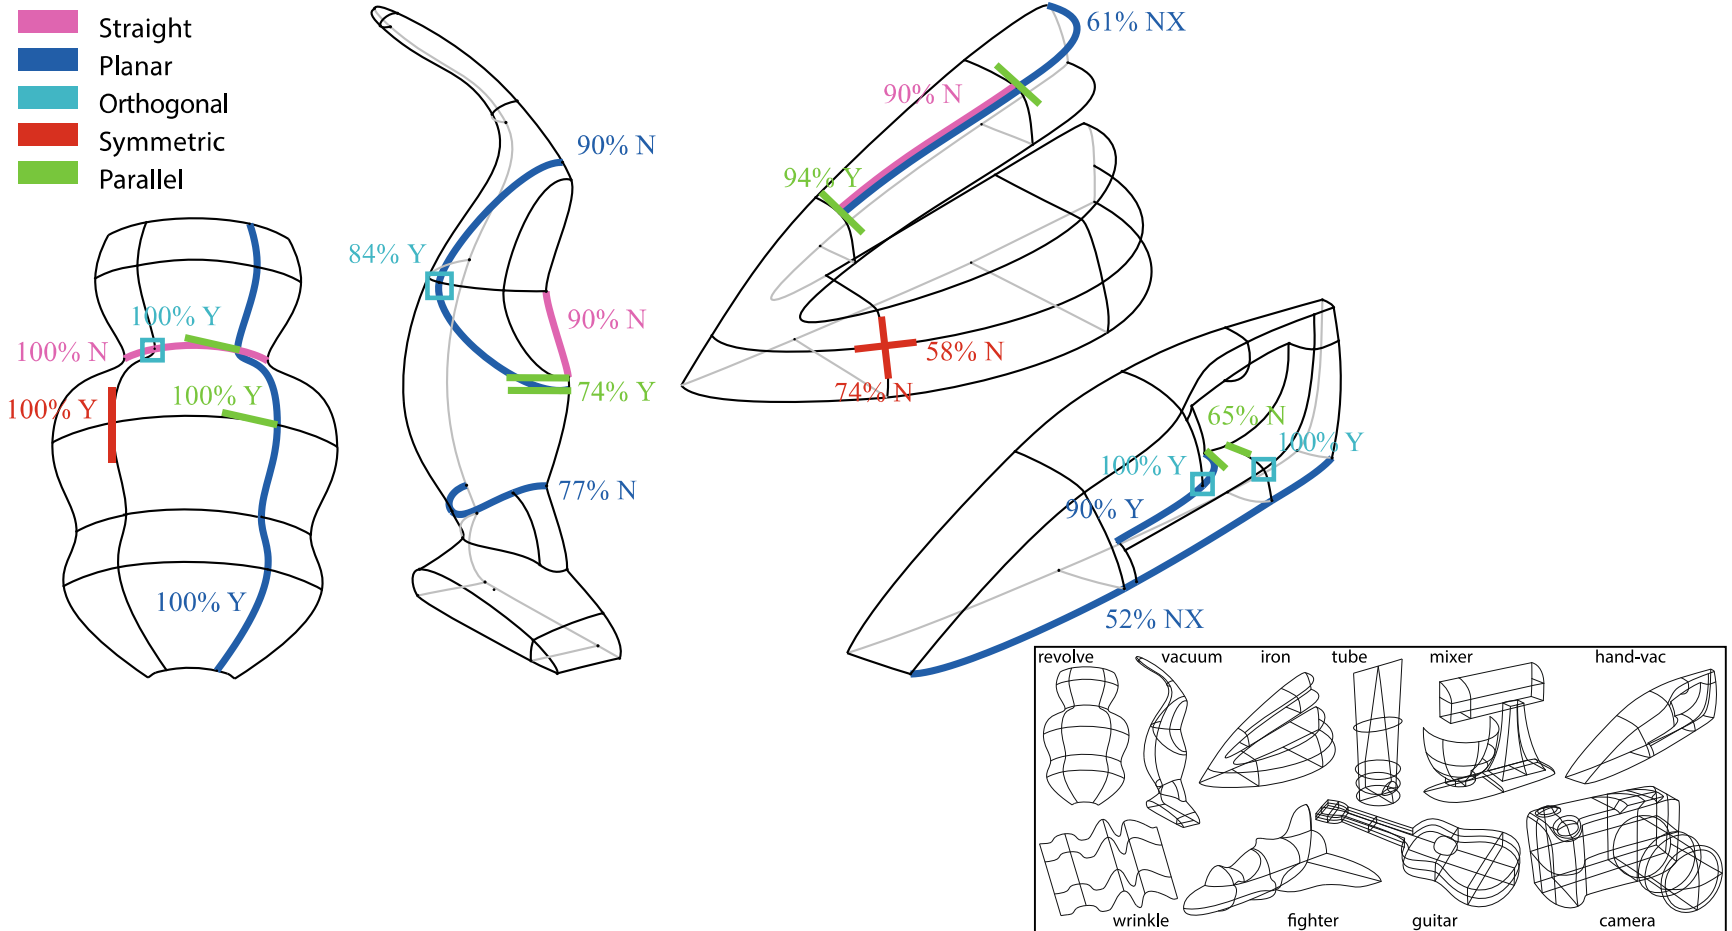 Straight
Planar
Orthogonal
Symmetric
Parallel
61% NX
90% N
90% N
94% Y
84% Y
100% Y
90% N
100% N
58% N
74% Y
74% N
100% Y
100% Y
65% N
100% Y
100% Y
77% N
90% Y
100% Y
52% NX
revolve
vacuum
iron
tube
mixer
hand-vac
wrinkle
fighter
guitar
camera